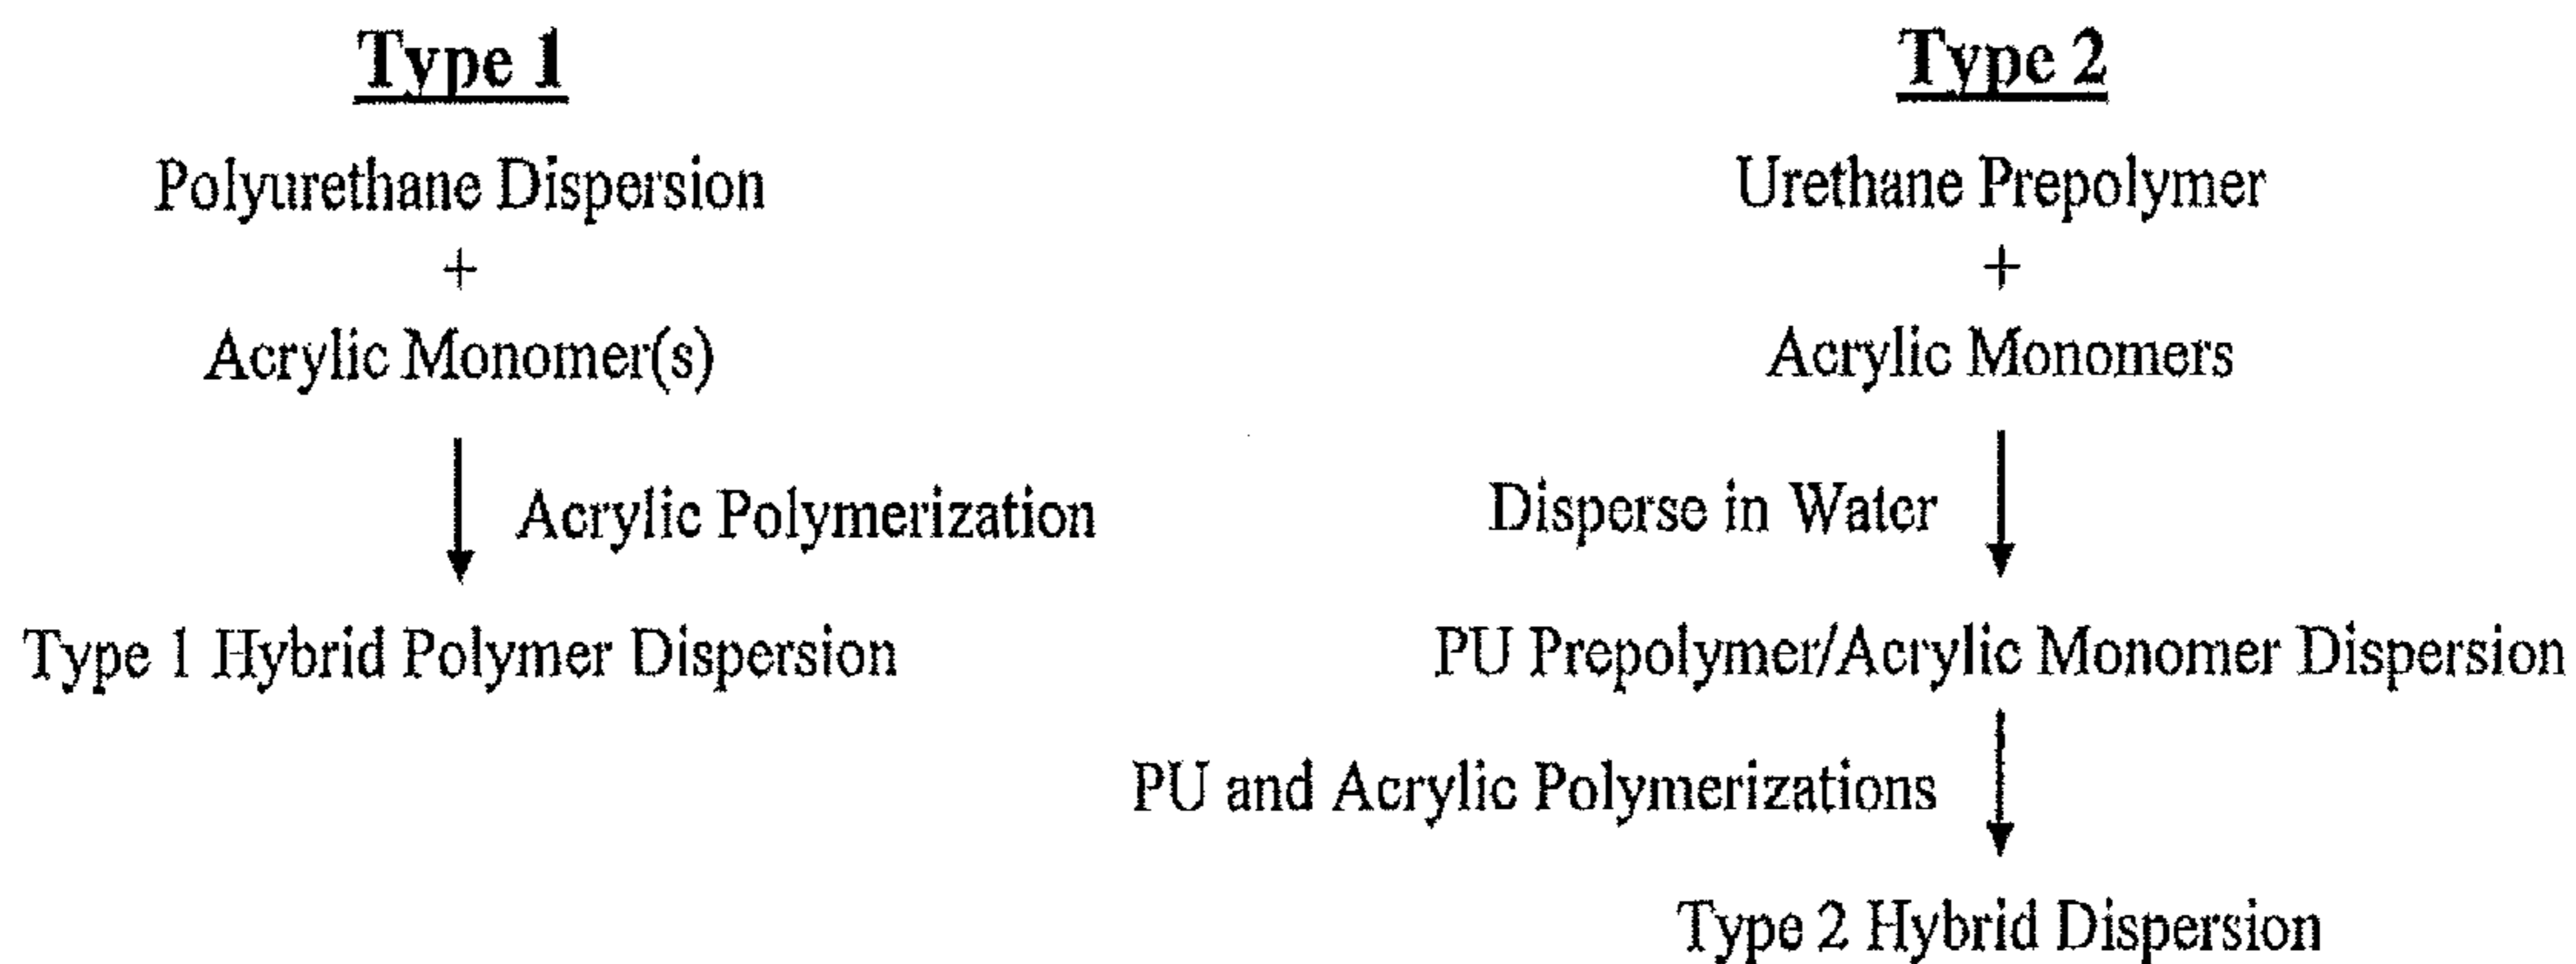 Type 1
Polyurethane Dispersion
+
Acrylic Monomer(s)
Acrylic Polymerization
Type 1 Hybrid Polymer Dispersion
Type 2
Urethane Prepolymer
+
Acrylic Monomers
Disperse in Water
PU Prepolymer/Acrylic Monomer Dispersion
PU and Acrylic Polymerizations
Type 2 Hybrid Dispersion